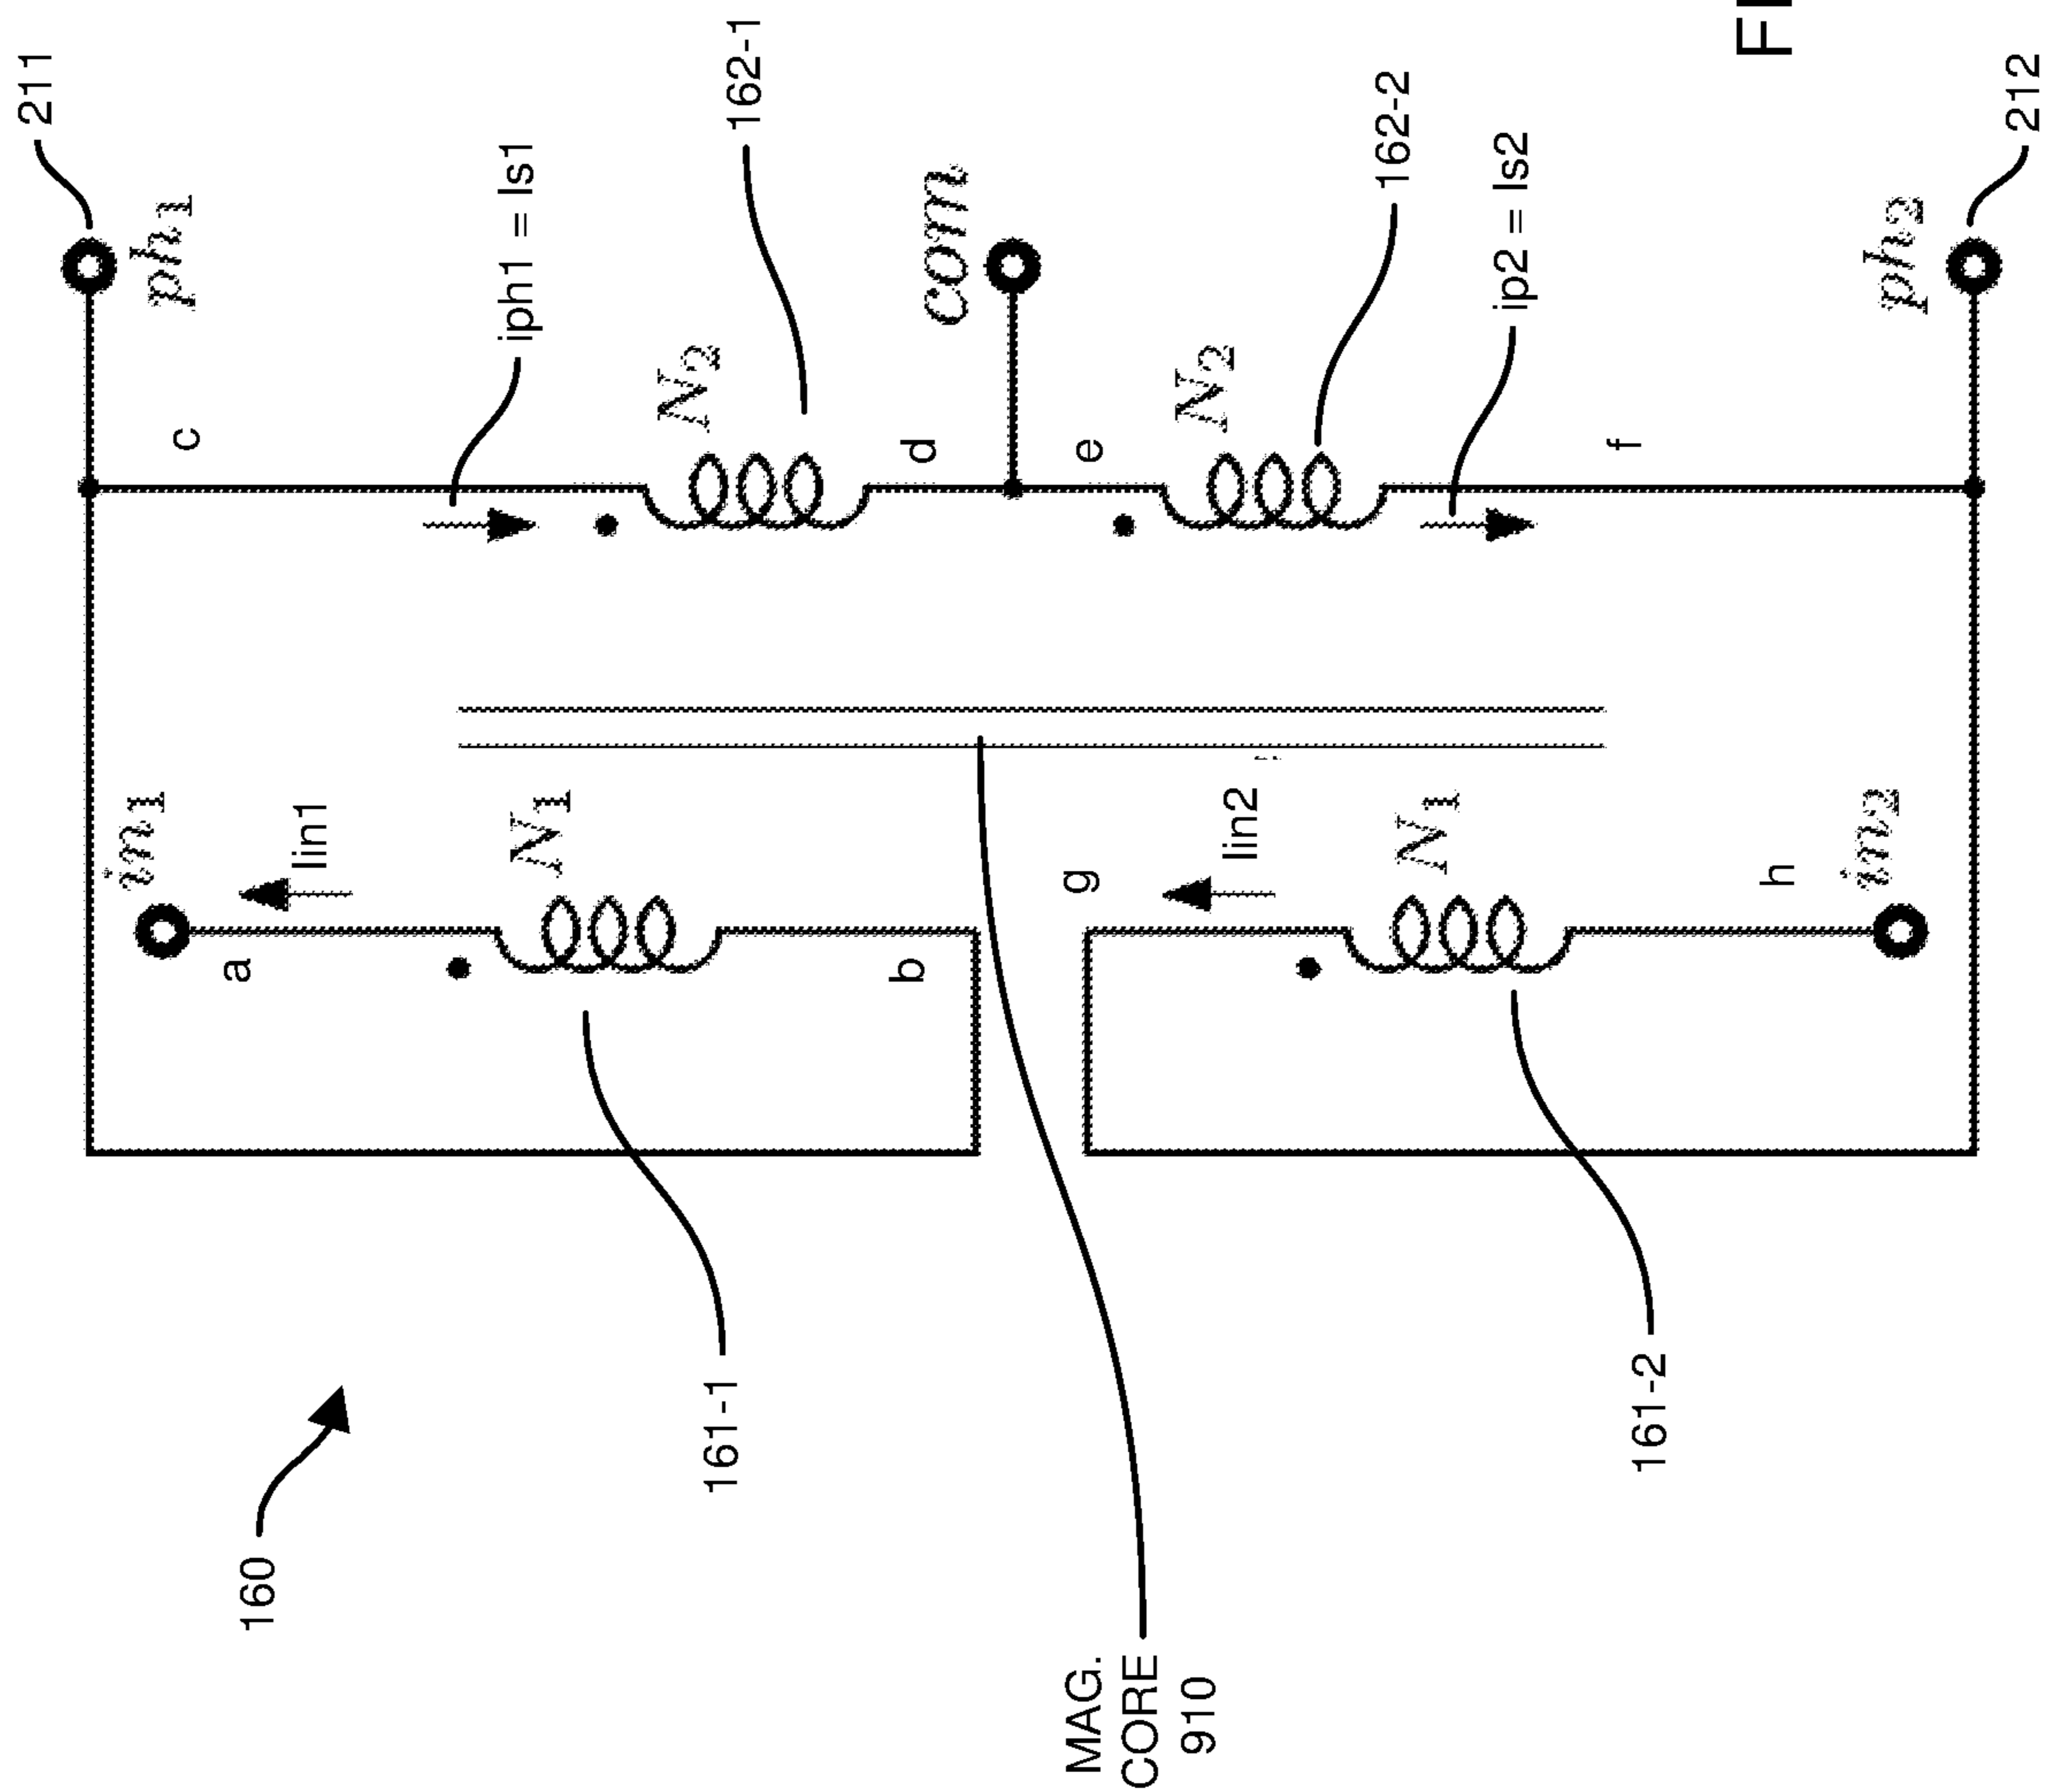 211
ph1
c
iph1 = Is1
162-1
N2
d
com
e
N2
162-2
ip2 = Is2
f
ph2
212
in1
a
Iin1
N1
b
161-1
g
Iin2
N1
h
in2
161-2
160
MAG.
CORE
910
FI